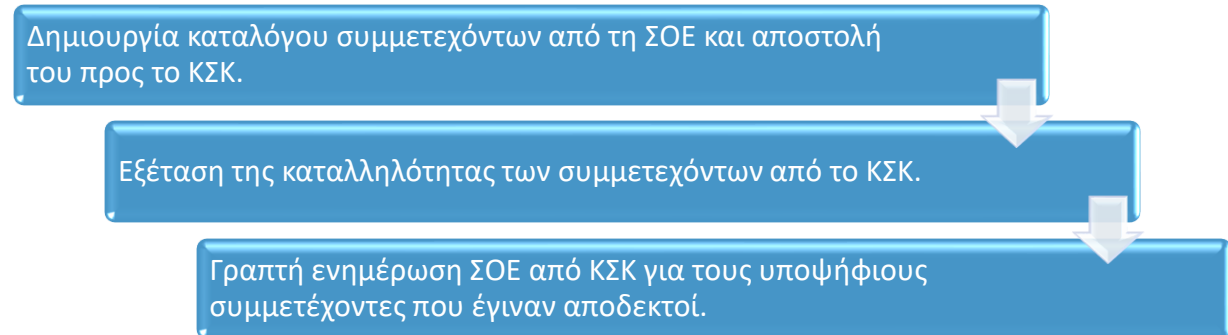 Δημιουργία καταλόγου συμμετεχόντων από τη ΣΟΕ και αποστολή
του προς το ΚΣΚ.
Εξέταση της καταλληλότητας των συμμετεχόντων από το ΚΣΚ.
Γραπτή ενημέρωση ΣΟΕ από ΚΣΚ για τους υποψήφιους
συμμετέχοντες που έγιναν αποδεκτοί.